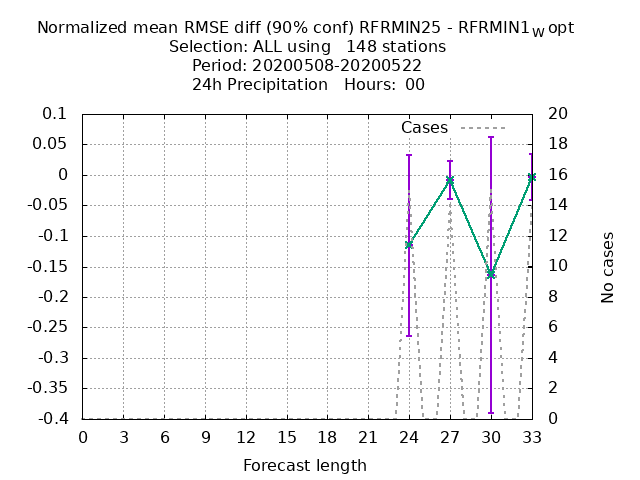 Normalized mean RMSE diff (90% conf) RFRMIN25 - RFRMIN1w opt
Selection: ALL using 148 stations
Period: 20200508-20200522
24h Precipitation Hours: 00
Cases
0.1
0.05
0
-0.05
-0.1
-0.15
-0.2
-0.25
-0.3
-0.35
-0.4
20
18
16
14
12
10
8
6
4
2
0
No cases
0 3 6 9 12 15 18 21 24 27 30 33
Forecast length